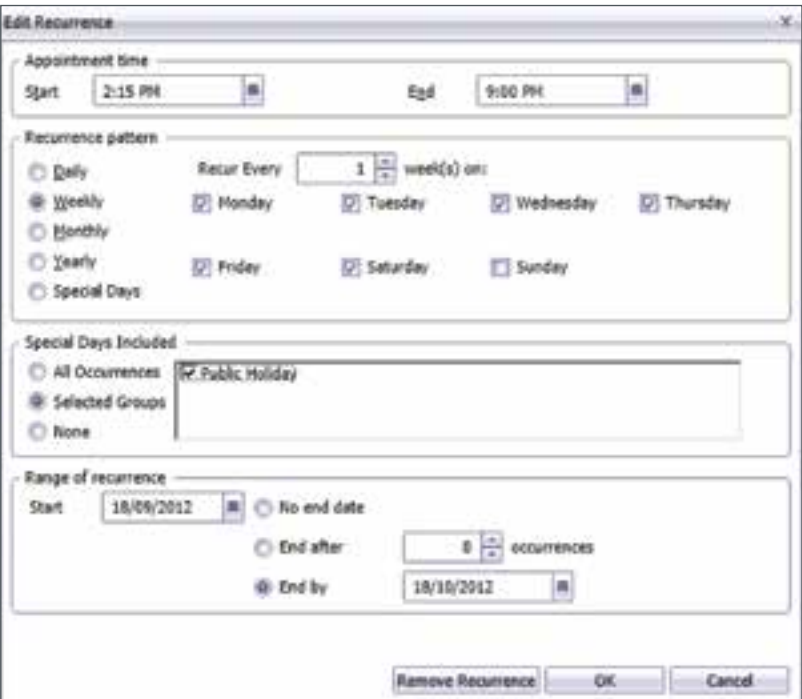 Edit Recurrence
Appointment time
Start 2:15 PM End 9:00 PM
Recurrence pattern
Daily Recur Every 1 week(s) on:
Weekly Monday Tuesday Wednesday Thursday
Monthly
Yearly Friday Saturday Sunday
Special Days
Special Days Included
All Occurrences Public Holiday
Selected Groups
None
Range of recurrence
Start 18/09/2012 No end date
End after 0 occurrences
End by 18/10/2012
Remove Recurrence OK Cancel